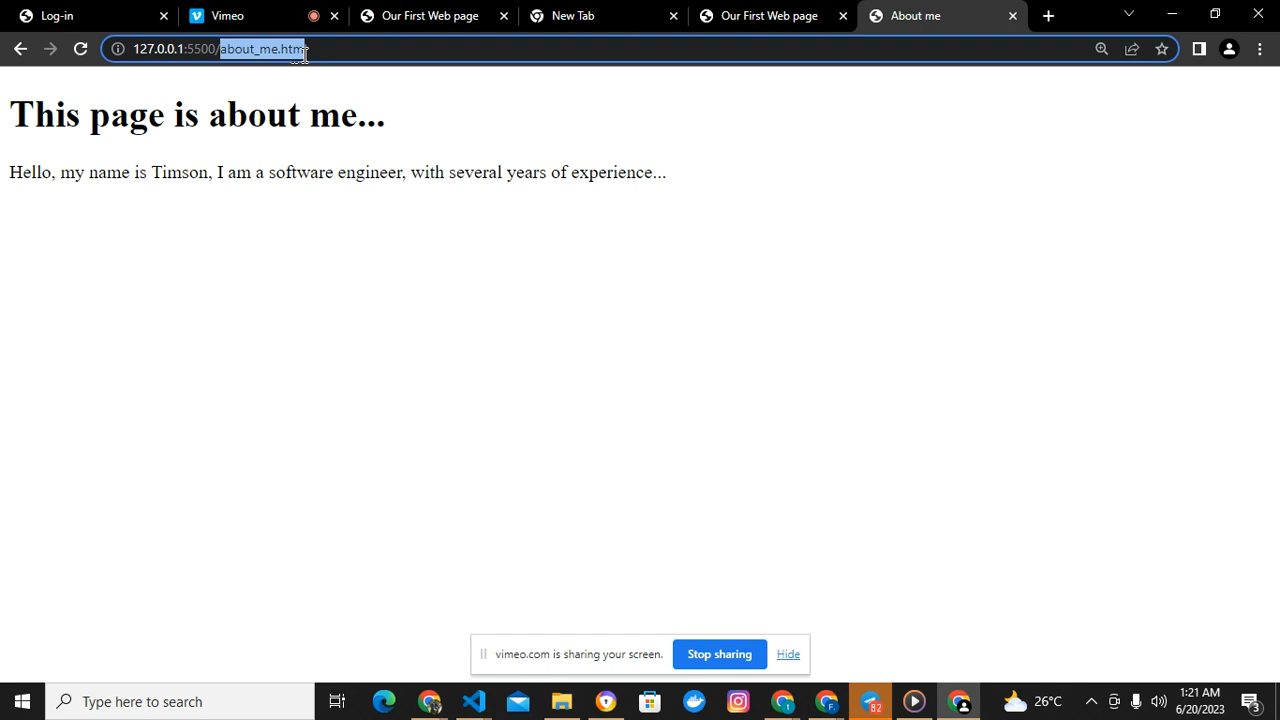 Log-in
Vimeo
Our First Web page
New Tab
Our First Web page
About me
127.0.0.1:5500/about_me.html
This page is about me...
Hello, my name is Timson, I am a software engineer, with several years of experience...
vimeo.com is sharing your screen.
Stop sharing
Hide
Type here to search
82
26°C
1:21 AM
6/20/2023
3